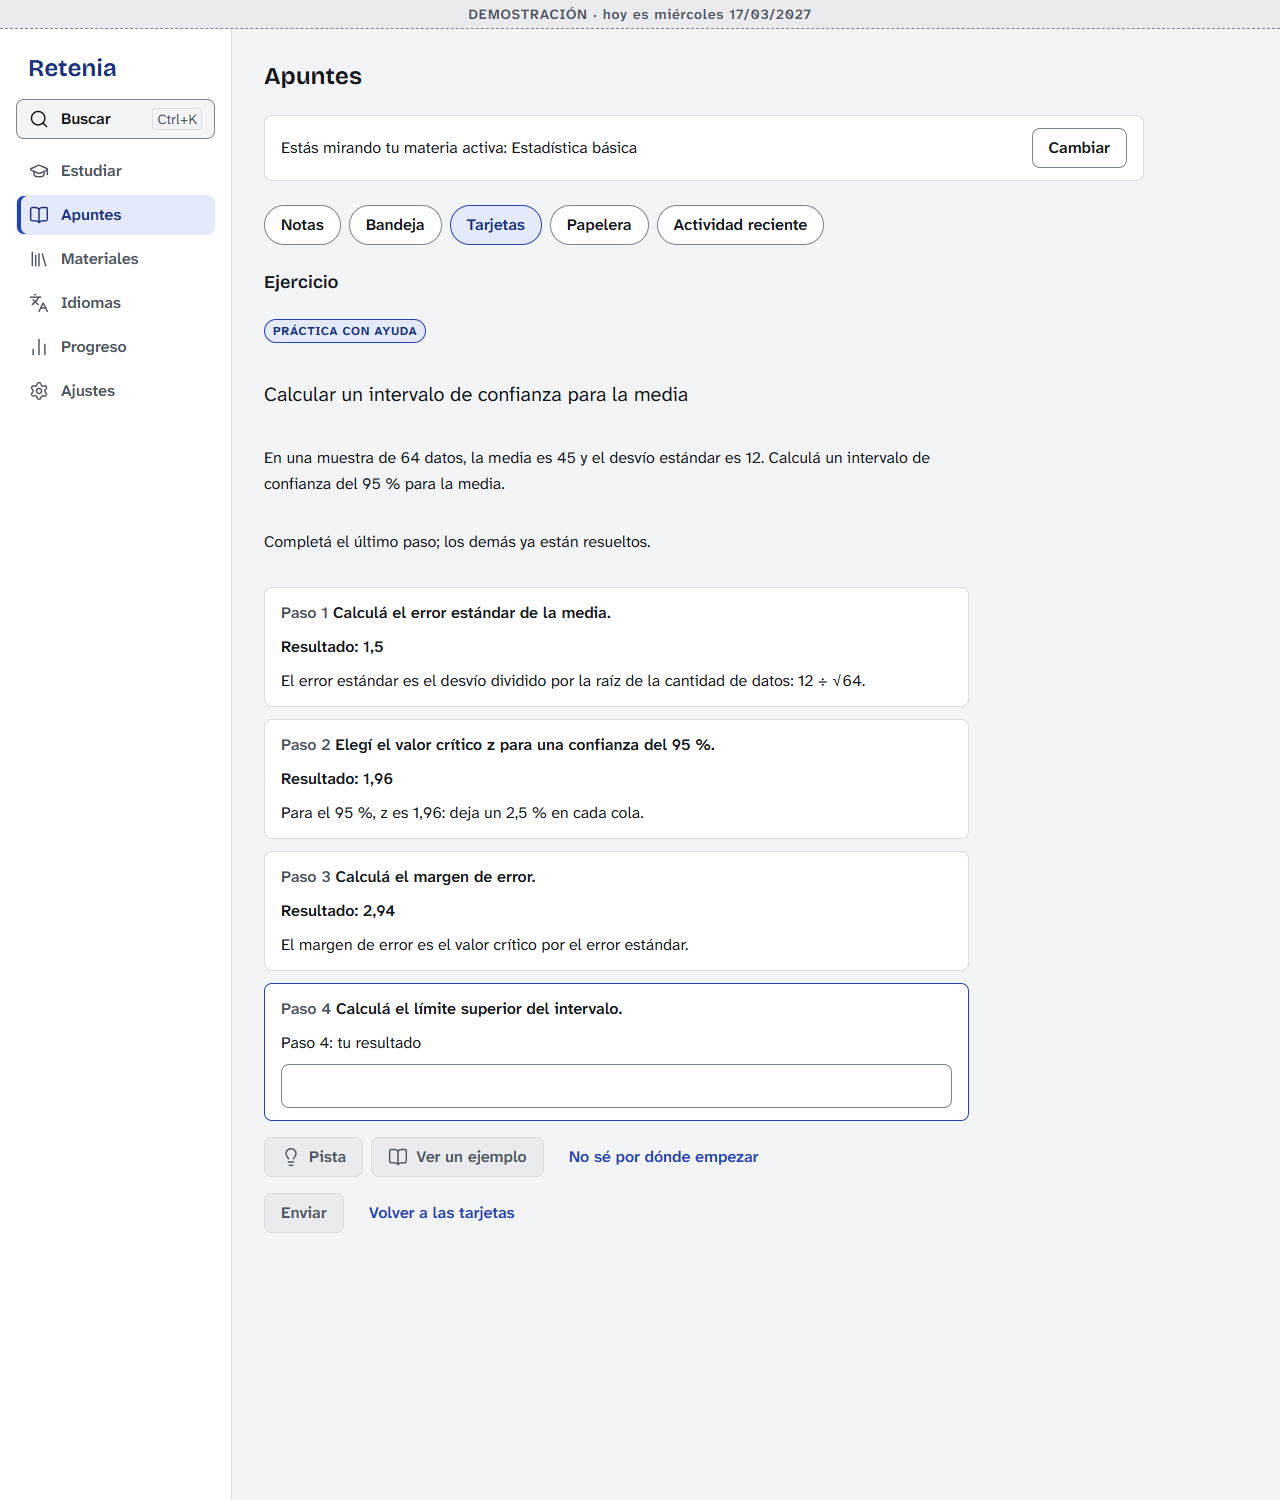 DEMOSTRACIÓN · hoy es miércoles 17/03/2027
Retenia
Buscar Ctrl+K
Estudiar
Apuntes
Materiales
Idiomas
Progreso
Ajustes
Apuntes
Estás mirando tu materia activa: Estadística básica
Cambiar
Notas Bandeja Tarjetas Papelera Actividad reciente
Ejercicio
PRÁCTICA CON AYUDA
Calcular un intervalo de confianza para la media
En una muestra de 64 datos, la media es 45 y el desvío estándar es 12. Calculá un intervalo de
confianza del 95 % para la media.
Completá el último paso; los demás ya están resueltos.
Paso 1 Calculá el error estándar de la media.
Resultado: 1,5
El error estándar es el desvío dividido por la raíz de la cantidad de datos: 12 ÷ √64.
Paso 2 Elegí el valor crítico z para una confianza del 95 %.
Resultado: 1,96
Para el 95 %, z es 1,96: deja un 2,5 % en cada cola.
Paso 3 Calculá el margen de error.
Resultado: 2,94
El margen de error es el valor crítico por el error estándar.
Paso 4 Calculá el límite superior del intervalo.
Paso 4: tu resultado
Pista Ver un ejemplo No sé por dónde empezar
Enviar Volver a las tarjetas